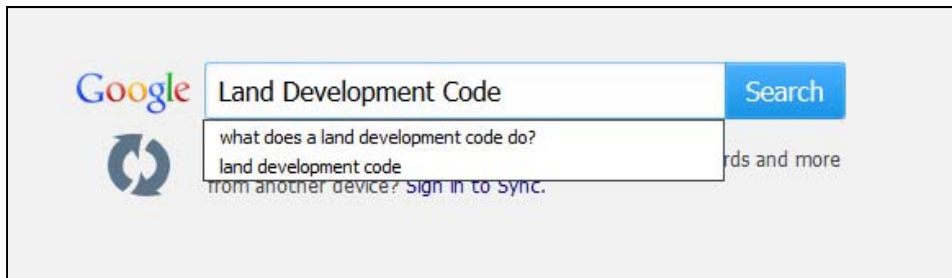 Google Land Development Code Search
what does a land development code do?
land development code
rds and more
from another device? Sign in to Sync.